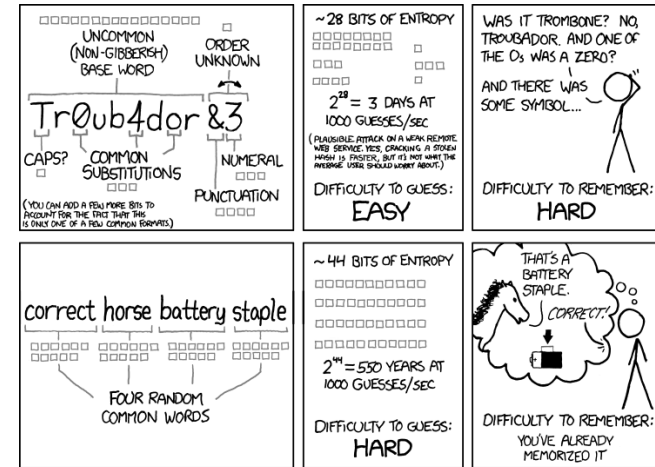 UNCOMMON
(NON-GIBBERISH)
BASE WORD
ORDER
UNKNOWN
Tr0ub4dor &3
CAPS?
COMMON
SUBSTITUTIONS
NUMERAL
PUNCTUATION
(YOU CAN ADD A FEW MORE BITS TO
ACCOUNT FOR THE FACT THAT THIS
IS ONLY ONE OF A FEW COMMON FORMATS.)
~28 BITS OF ENTROPY
2^28 = 3 DAYS AT
1000 GUESSES/SEC
(PLAUSIBLE ATTACK ON A WEAK REMOTE
WEB SERVICE. YES, CRACKING A STOLEN
HASH IS FASTER, BUT IT'S NOT WHAT THE
AVERAGE USER SHOULD WORRY ABOUT.)
DIFFICULTY TO GUESS:
EASY
WAS IT TROMBONE? NO,
TROUBADOR. AND ONE OF
THE Os WAS A ZERO?
AND THERE WAS
SOME SYMBOL...
DIFFICULTY TO REMEMBER:
HARD
correct horse battery staple
FOUR RANDOM
COMMON WORDS
~44 BITS OF ENTROPY
2^44 = 550 YEARS AT
1000 GUESSES/SEC
DIFFICULTY TO GUESS:
HARD
THAT'S A
BATTERY
STAPLE.
CORRECT!
DIFFICULTY TO REMEMBER:
YOU'VE ALREADY
MEMORIZED IT